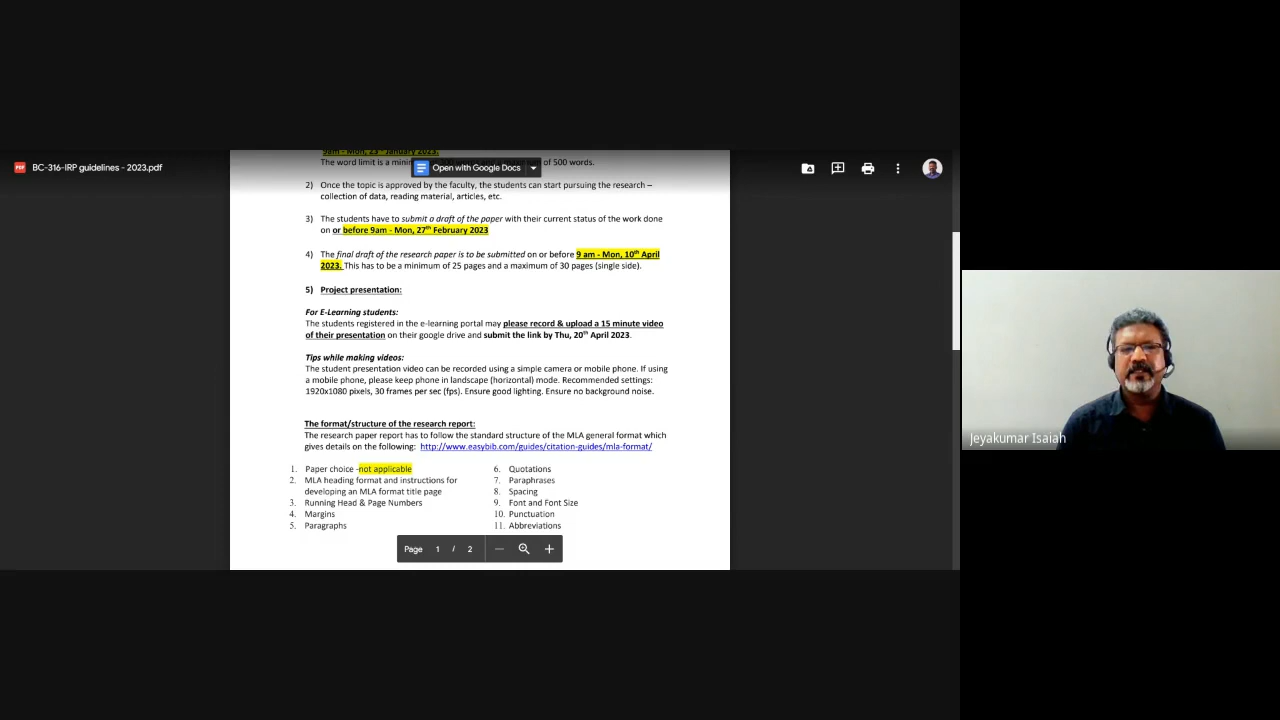 BC-316-IRP guidelines - 2023.pdf
Open with Google Docs
The word limit is a of 500 words.
2) Once the topic is approved by the faculty, the students can start pursuing the research –
collection of data, reading material, articles, etc.
3) The students have to submit a draft of the paper with their current status of the work done
on or before 9am - Mon, 27th February 2023
4) The final draft of the research paper is to be submitted on or before 9 am - Mon, 10th April
2023. This has to be a minimum of 25 pages and a maximum of 30 pages (single side).
5) Project presentation:
For E-Learning students:
The students registered in the e-learning portal may please record & upload a 15 minute video
of their presentation on their google drive and submit the link by Thu, 20th April 2023.
Tips while making videos:
The student presentation video can be recorded using a simple camera or mobile phone. If using
a mobile phone, please keep phone in landscape (horizontal) mode. Recommended settings:
1920x1080 pixels, 30 frames per sec (fps). Ensure good lighting. Ensure no background noise.
The format/structure of the research report:
The research paper report has to follow the standard structure of the MLA general format which
gives details on the following: http://www.easybib.com/guides/citation-guides/mla-format/
1. Paper choice -not applicable
2. MLA heading format and instructions for
developing an MLA format title page
3. Running Head & Page Numbers
4. Margins
5. Paragraphs
6. Quotations
7. Paraphrases
8. Spacing
9. Font and Font Size
10. Punctuation
11. Abbreviations
Page 1 / 2
Jeyakumar Isaiah